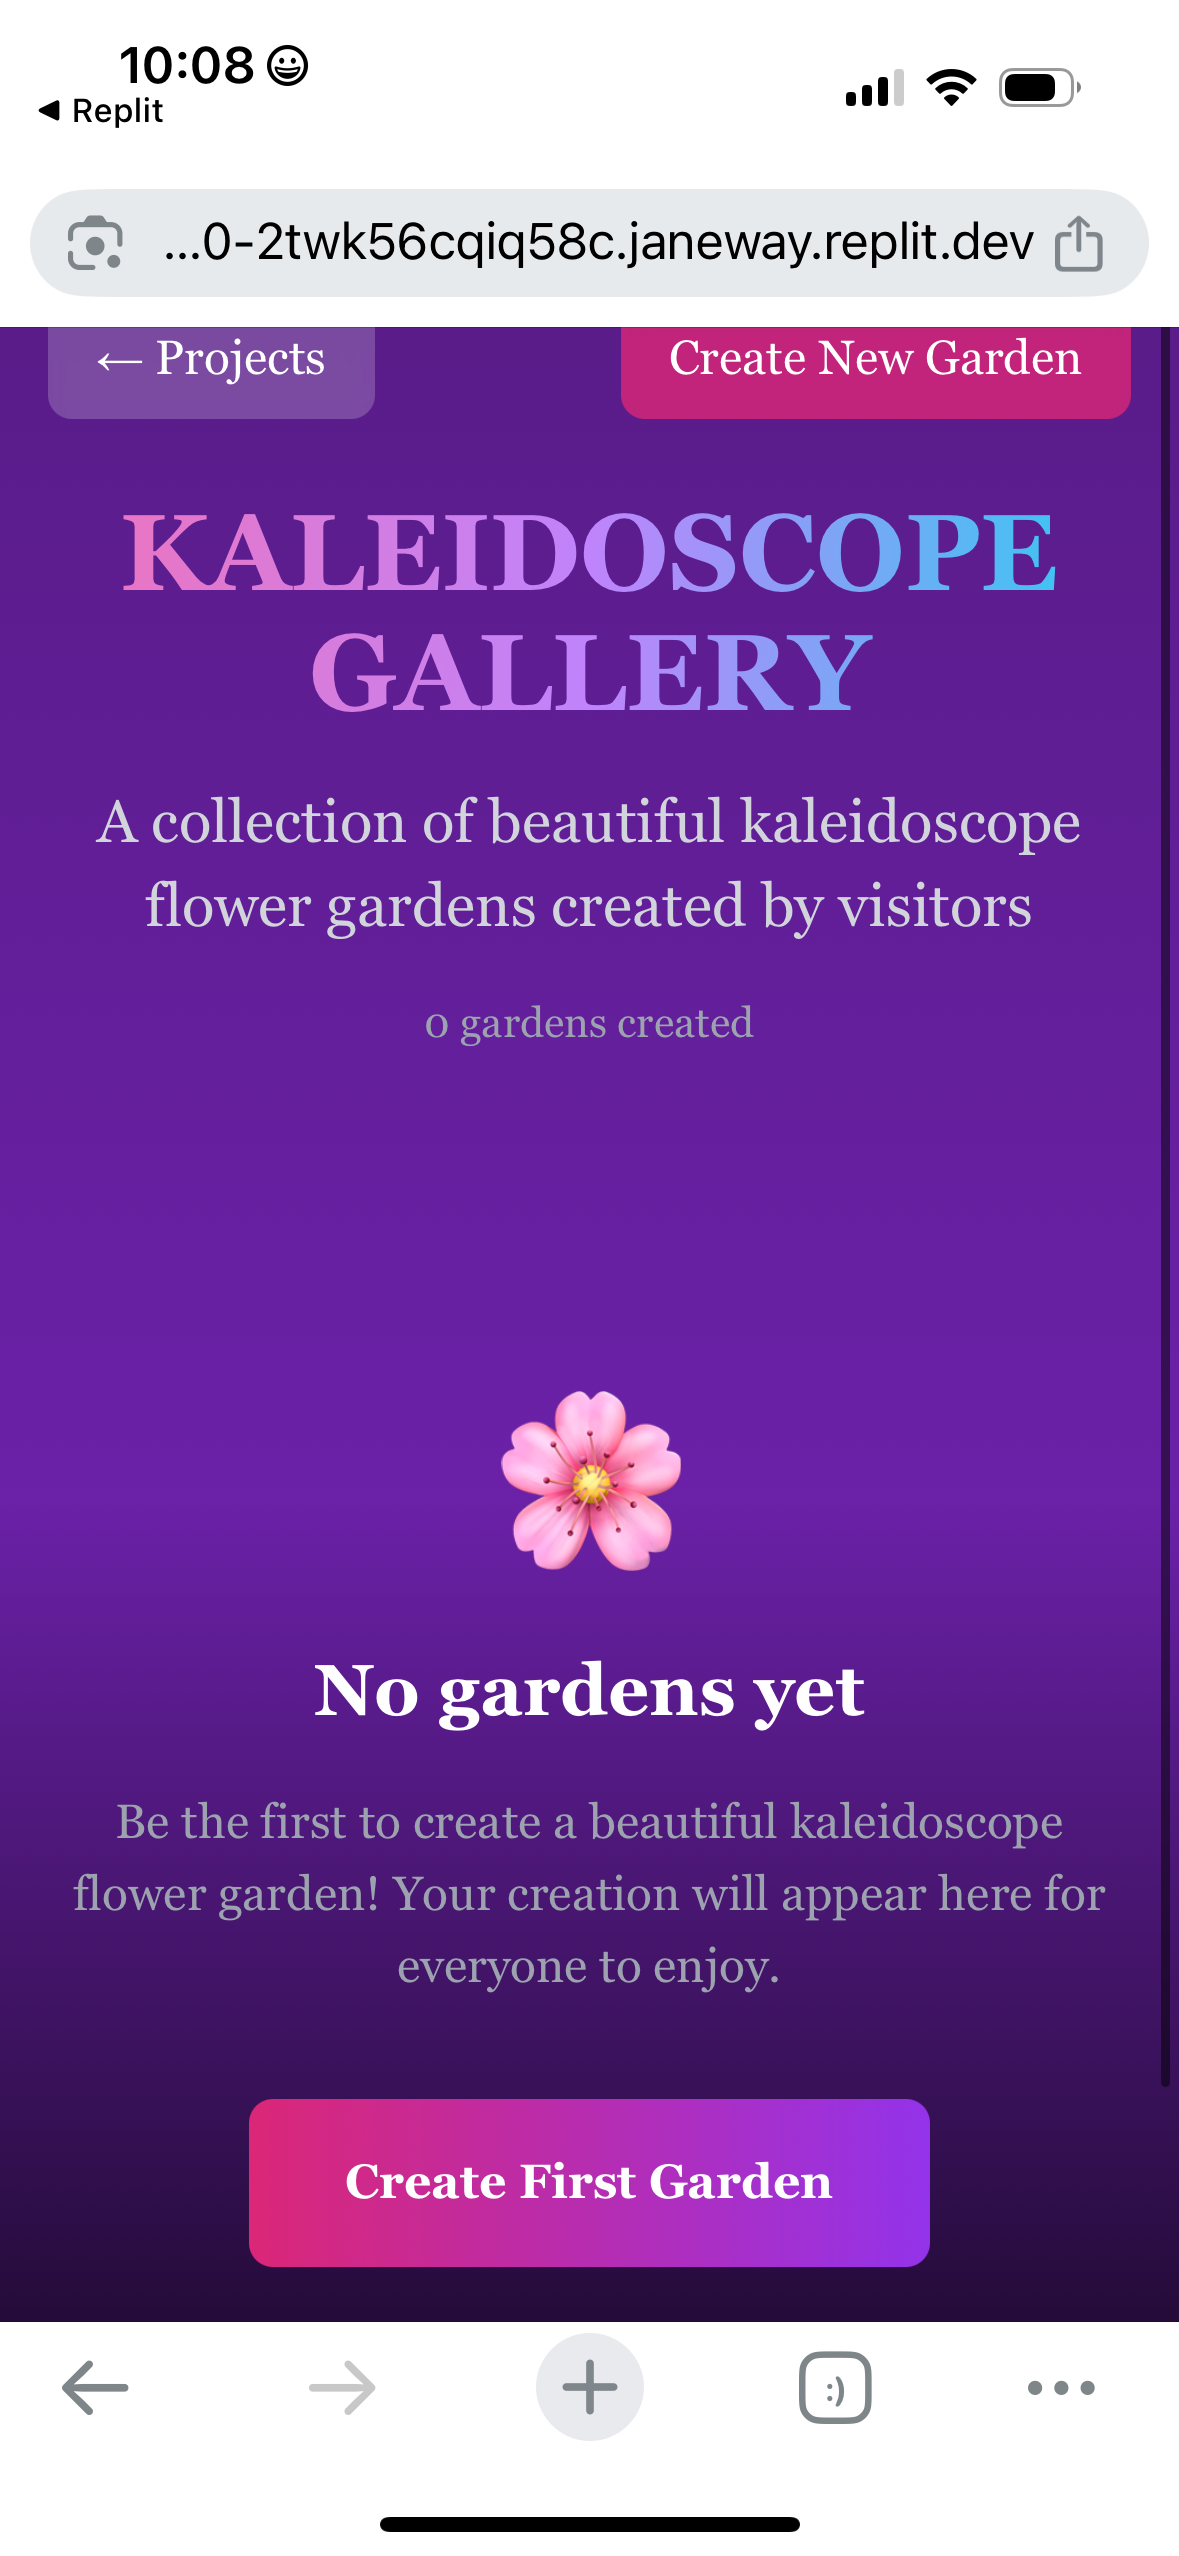 10:08
◀ Replit
...0-2twk56cqiq58c.janeway.replit.dev
← Projects
Create New Garden
KALEIDOSCOPE
GALLERY
A collection of beautiful kaleidoscope
flower gardens created by visitors
0 gardens created
No gardens yet
Be the first to create a beautiful kaleidoscope
flower garden! Your creation will appear here for
everyone to enjoy.
Create First Garden
:)